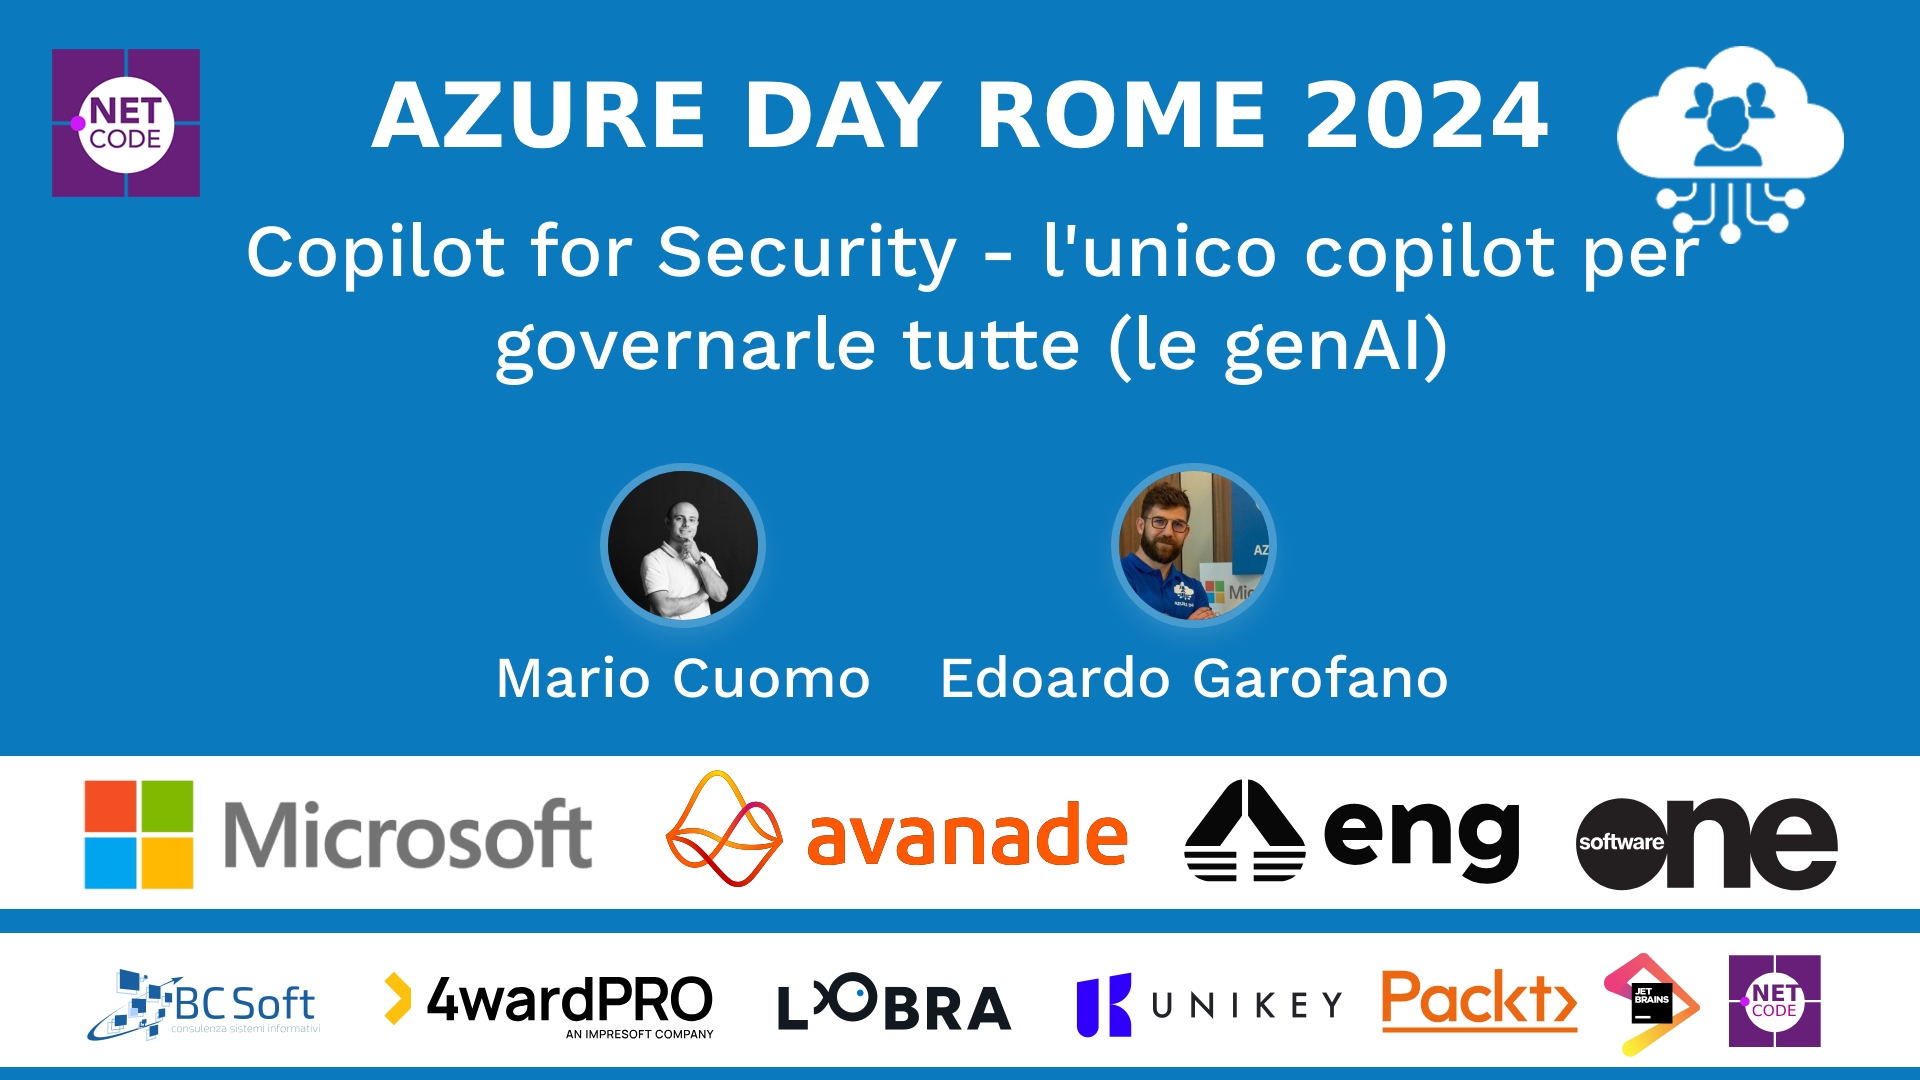 NET
CODE
AZURE DAY ROME 2024
Copilot for Security - l'unico copilot per
governarle tutte (le genAI)
AZ
Mic
Mario Cuomo
Edoardo Garofano
Microsoft
avanade
eng
software
one
BC Soft
consulenza sistemi informativi
4wardPRO
AN IMPRESOFT COMPANY
LOBRA
UNIKEY
Packt
JET
BRAINS
NET
CODE